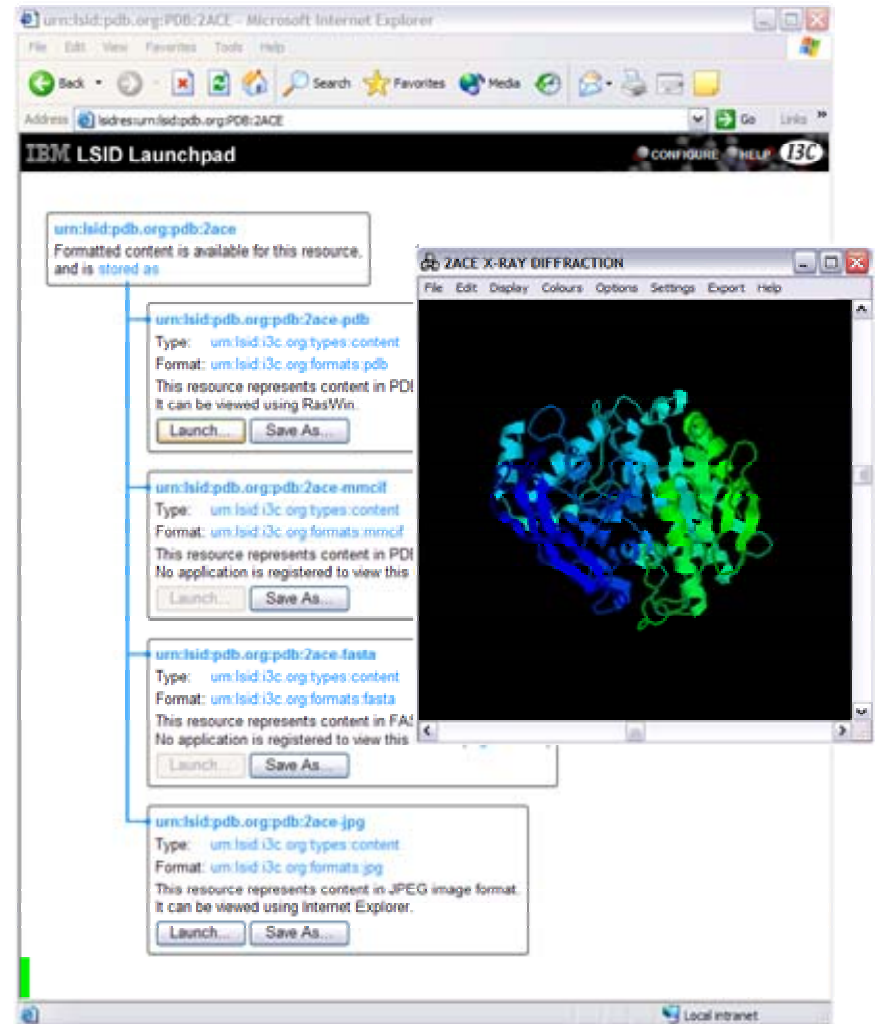 urn:lsid:pdb.org:PDB:2ACE - Microsoft Internet Explorer
File Edit View Favorites Tools Help
Back Search Favorites Media
Address lsidres:urn:lsid:pdb.org:PDB:2ACE Go Links »
IBM LSID Launchpad CONFIGURE HELP I3C
urn:lsid:pdb.org:pdb:2ace
Formatted content is available for this resource,
and is stored as
urn:lsid:pdb.org:pdb:2ace-pdb
Type: urn:lsid:i3c.org:types:content
Format: urn:lsid:i3c.org:formats:pdb
This resource represents content in PD
It can be viewed using RasWin.
Launch... Save As...
urn:lsid:pdb.org:pdb:2ace-mmcif
Type: urn:lsid:i3c.org:types:content
Format: urn:lsid:i3c.org:formats:mmcif
This resource represents content in PD
No application is registered to view this
Launch... Save As...
urn:lsid:pdb.org:pdb:2ace-fasta
Type: urn:lsid:i3c.org:types:content
Format: urn:lsid:i3c.org:formats:fasta
This resource represents content in FAS
No application is registered to view this
Launch... Save As...
urn:lsid:pdb.org:pdb:2ace-jpg
Type: urn:lsid:i3c.org:types:content
Format: urn:lsid:i3c.org:formats:jpg
This resource represents content in JPEG image format.
It can be viewed using Internet Explorer.
Launch... Save As...
2ACE X-RAY DIFFRACTION
File Edit Display Colours Options Settings Export Help
Local intranet